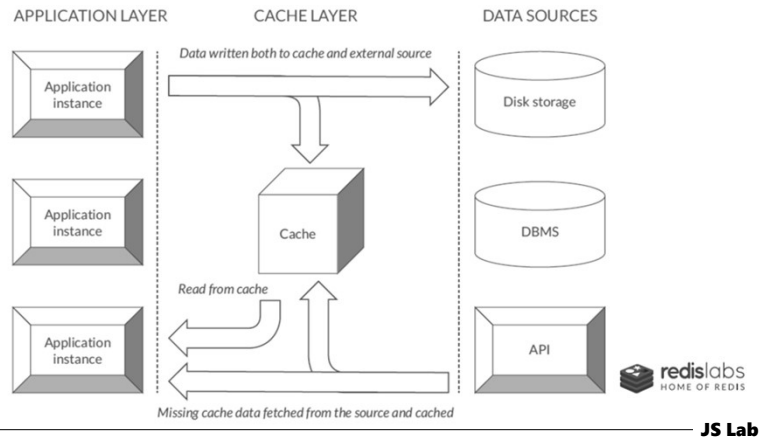 APPLICATION LAYER
CACHE LAYER
DATA SOURCES
Data written both to cache and external source
Application
instance
Disk storage
Application
instance
Cache
DBMS
Read from cache
Application
instance
API
redislabs
HOME OF REDIS
Missing cache data fetched from the source and cached
JS Lab